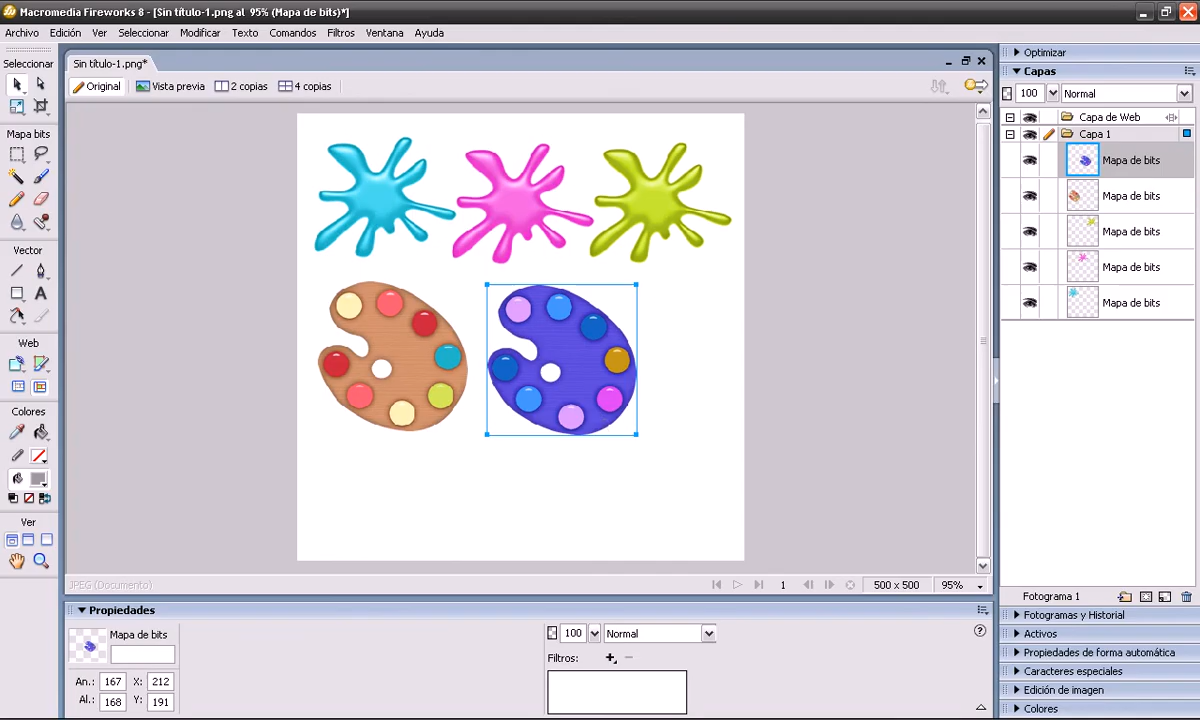 Macromedia Fireworks 8 - [Sin título-1.png al  95% (Mapa de bits)*]
Archivo Edición Ver Seleccionar Modificar Texto Comandos Filtros Ventana Ayuda
Seleccionar
Mapa bits
Vector
Web
Colores
Ver
Sin título-1.png*
Original Vista previa 2 copias 4 copias
JPEG (Documento)
1 500 x 500 95%
Propiedades
Mapa de bits
An.: 167 X: 212
Al.: 168 Y: 191
100 Normal
Filtros:
Optimizar
Capas
100 Normal
Capa de Web
Capa 1
Mapa de bits
Mapa de bits
Mapa de bits
Mapa de bits
Mapa de bits
Fotograma 1
Fotogramas y Historial
Activos
Propiedades de forma automática
Caracteres especiales
Edición de imagen
Colores